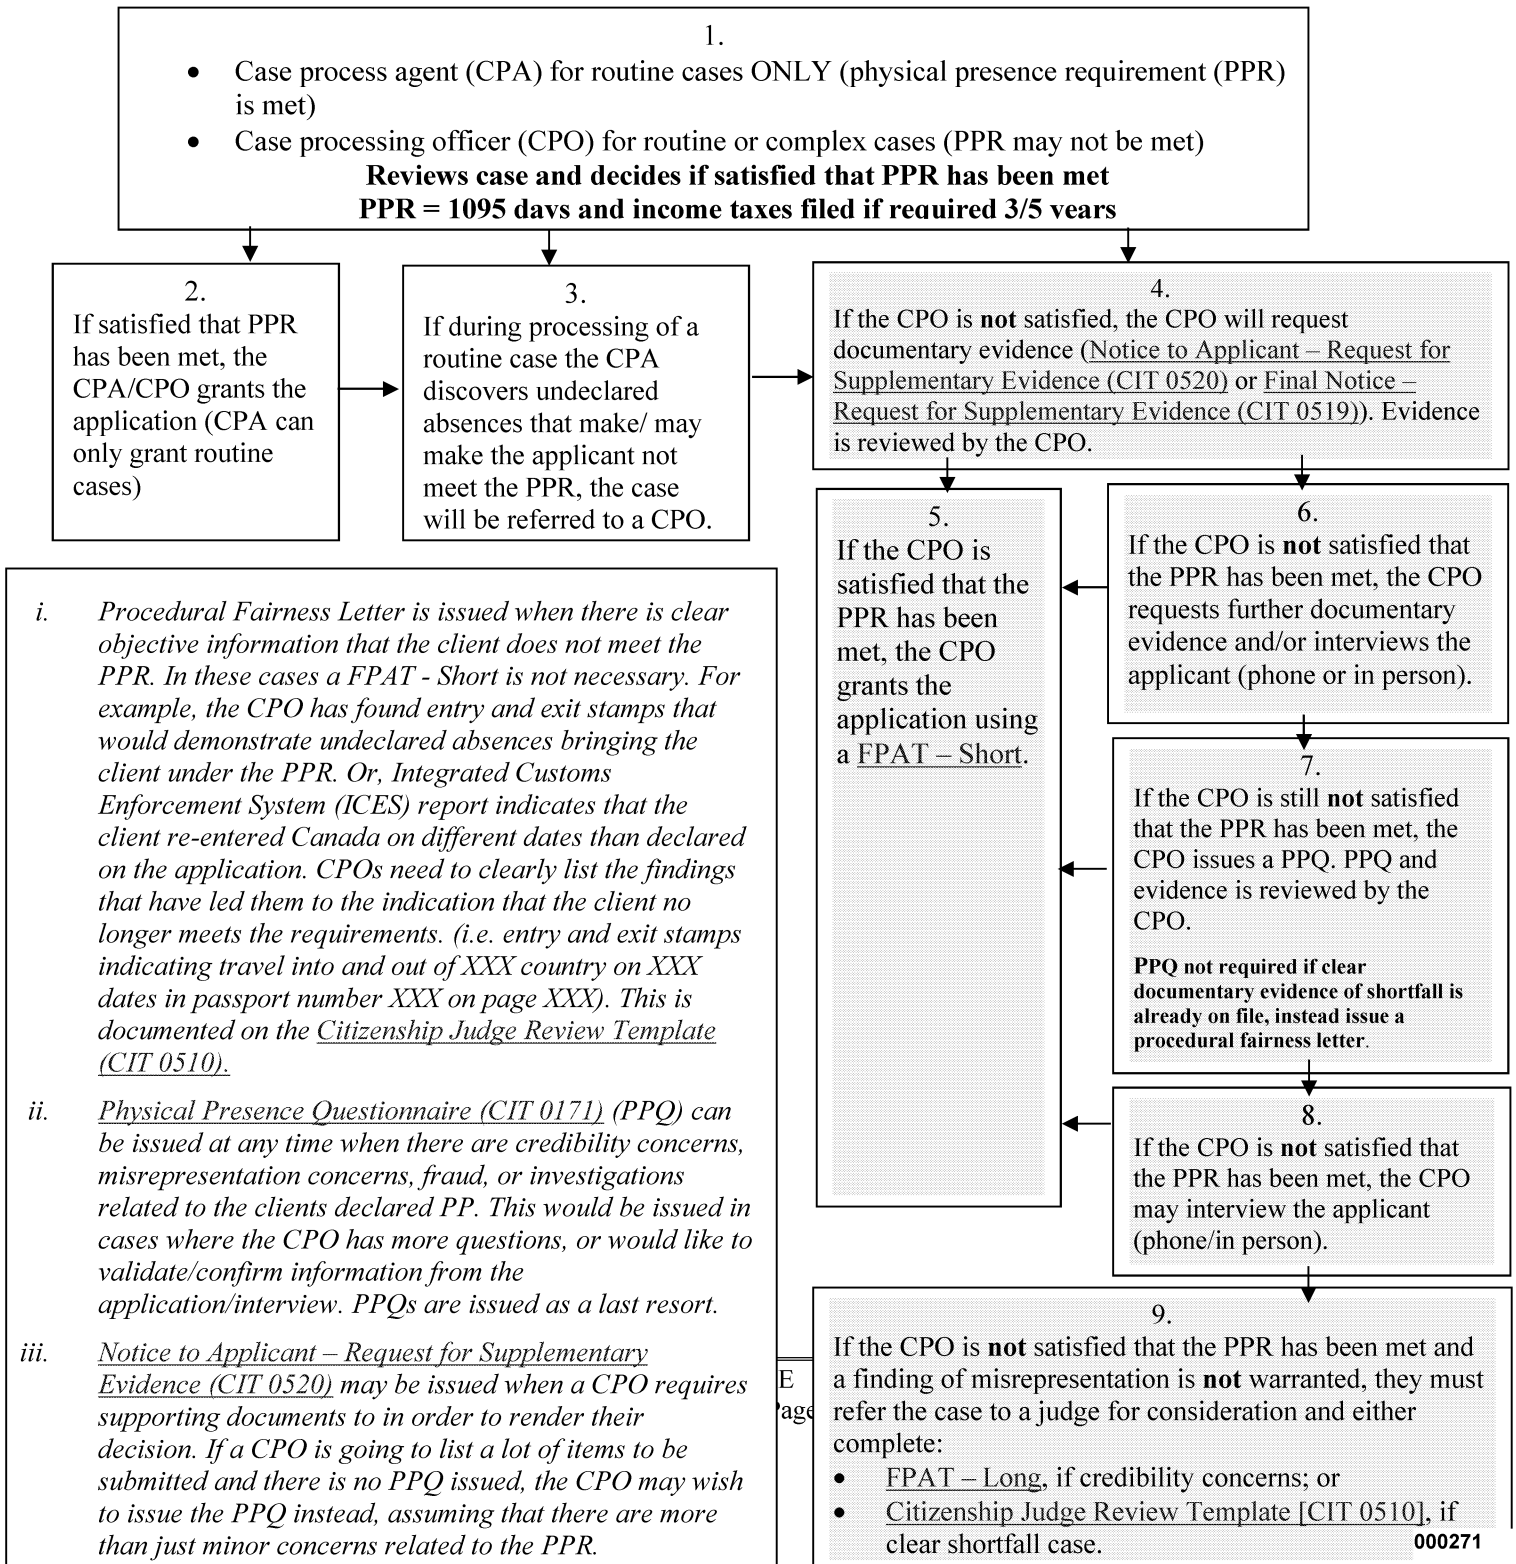 1.
• Case process agent (CPA) for routine cases ONLY (physical presence requirement (PPR)
is met)
• Case processing officer (CPO) for routine or complex cases (PPR may not be met)
Reviews case and decides if satisfied that PPR has been met
PPR = 1095 days and income taxes filed if required 3/5 years
2.
If satisfied that PPR
has been met, the
CPA/CPO grants the
application (CPA can
only grant routine
cases)
3.
If during processing of a
routine case the CPA
discovers undeclared
absences that make/ may
make the applicant not
meet the PPR, the case
will be referred to a CPO.
4.
If the CPO is not satisfied, the CPO will request
documentary evidence (Notice to Applicant – Request for
Supplementary Evidence (CIT 0520) or Final Notice –
Request for Supplementary Evidence (CIT 0519)). Evidence
is reviewed by the CPO.
5.
If the CPO is
satisfied that the
PPR has been
met, the CPO
grants the
application using
a FPAT – Short.
6.
If the CPO is not satisfied that
the PPR has been met, the CPO
requests further documentary
evidence and/or interviews the
applicant (phone or in person).
7.
If the CPO is still not satisfied
that the PPR has been met, the
CPO issues a PPQ. PPQ and
evidence is reviewed by the
CPO.
PPQ not required if clear
documentary evidence of shortfall is
already on file, instead issue a
procedural fairness letter.
8.
If the CPO is not satisfied that
the PPR has been met, the CPO
may interview the applicant
(phone/in person).
9.
If the CPO is not satisfied that the PPR has been met and
a finding of misrepresentation is not warranted, they must
refer the case to a judge for consideration and either
complete:
• FPAT – Long, if credibility concerns; or
• Citizenship Judge Review Template [CIT 0510], if
clear shortfall case.
i. Procedural Fairness Letter is issued when there is clear
objective information that the client does not meet the
PPR. In these cases a FPAT - Short is not necessary. For
example, the CPO has found entry and exit stamps that
would demonstrate undeclared absences bringing the
client under the PPR. Or, Integrated Customs
Enforcement System (ICES) report indicates that the
client re-entered Canada on different dates than declared
on the application. CPOs need to clearly list the findings
that have led them to the indication that the client no
longer meets the requirements. (i.e. entry and exit stamps
indicating travel into and out of XXX country on XXX
dates in passport number XXX on page XXX). This is
documented on the Citizenship Judge Review Template
(CIT 0510).
ii. Physical Presence Questionnaire (CIT 0171) (PPQ) can
be issued at any time when there are credibility concerns,
misrepresentation concerns, fraud, or investigations
related to the clients declared PP. This would be issued in
cases where the CPO has more questions, or would like to
validate/confirm information from the
application/interview. PPQs are issued as a last resort.
iii. Notice to Applicant – Request for Supplementary
Evidence (CIT 0520) may be issued when a CPO requires
supporting documents to in order to render their
decision. If a CPO is going to list a lot of items to be
submitted and there is no PPQ issued, the CPO may wish
to issue the PPQ instead, assuming that there are more
than just minor concerns related to the PPR.
E
Page
000271